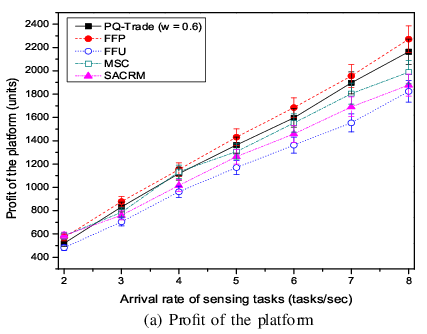 PQ-Trade (w = 0.6)
FFP
FFU
MSC
SACRM
Profit of the platform (units)
2400
2200
2000
1800
1600
1400
1200
1000
800
600
400
2 3 4 5 6 7 8
Arrival rate of sensing tasks (tasks/sec)
(a) Profit of the platform